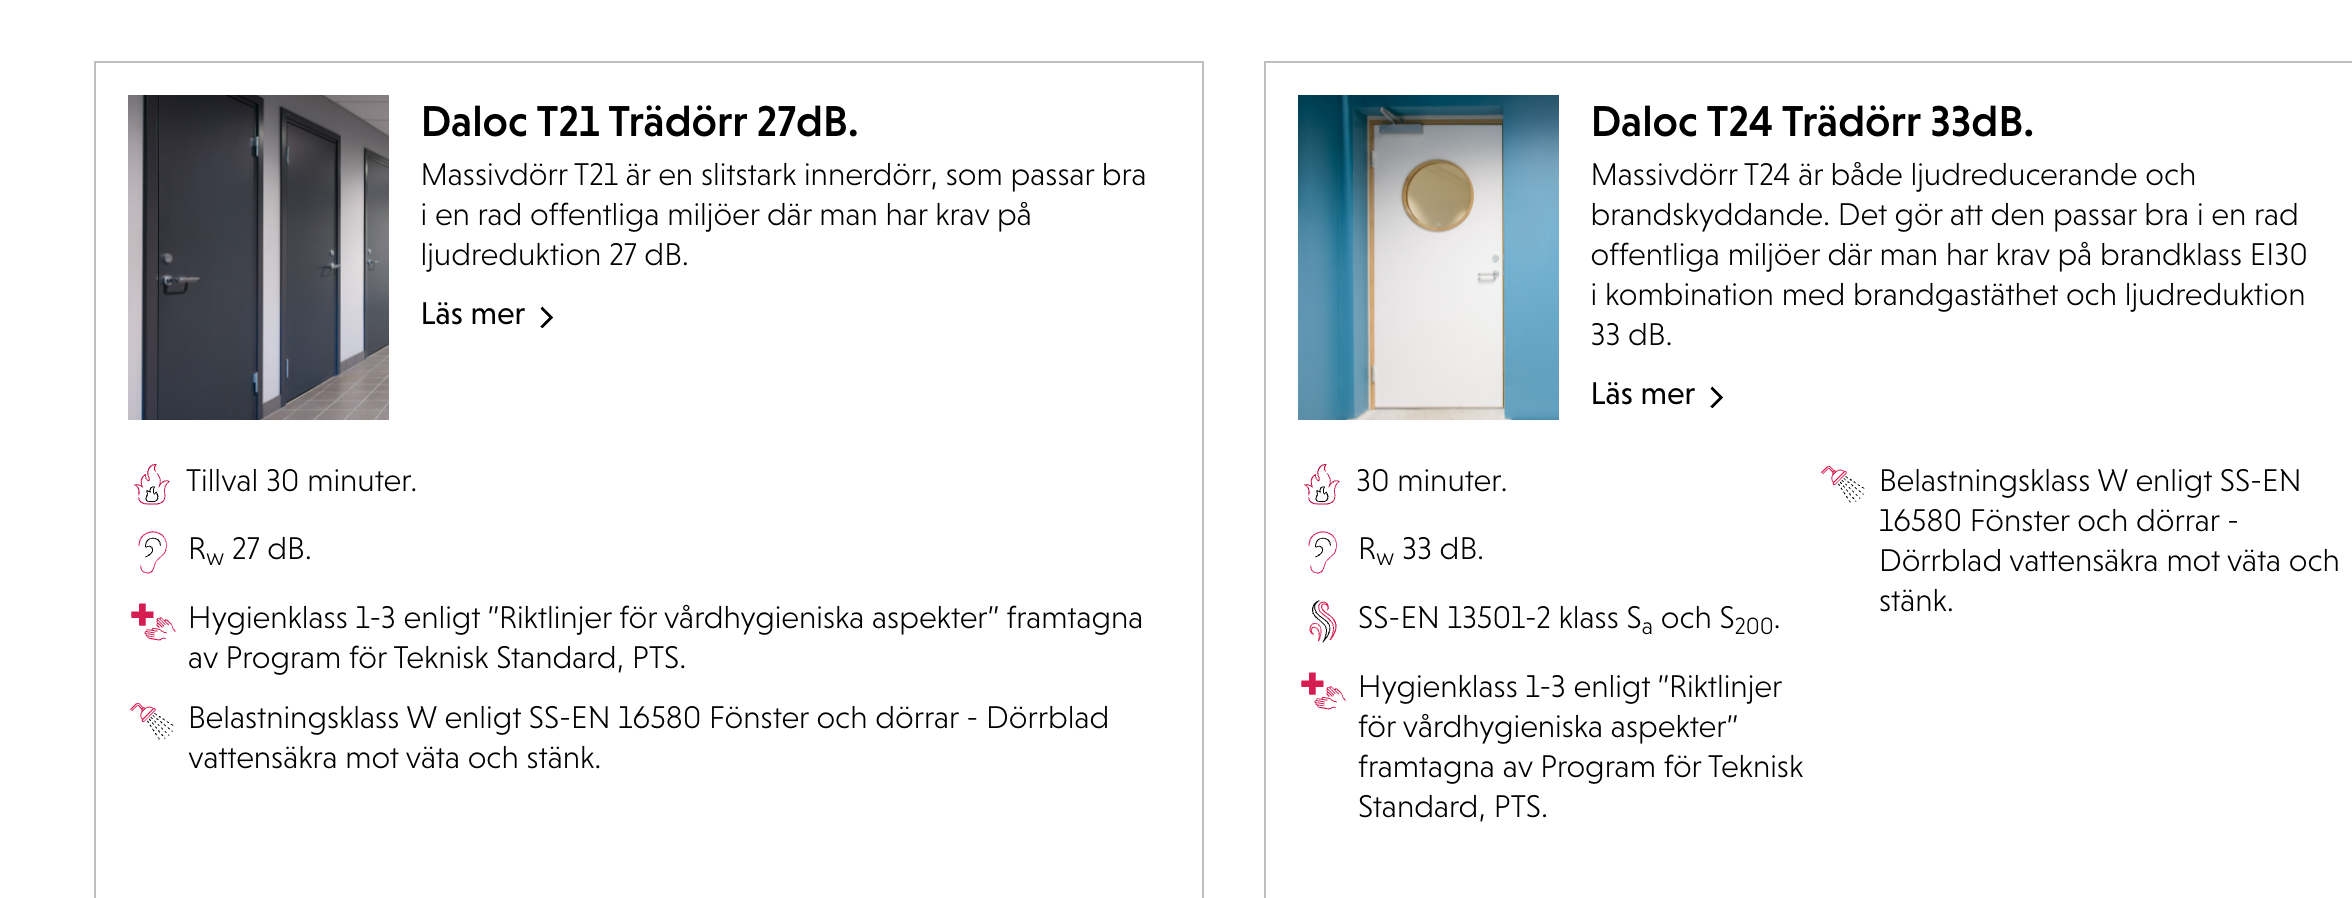 Daloc T21 Trädörr 27dB.
Massivdörr T21 är en slitstark innerdörr, som passar bra
i en rad offentliga miljöer där man har krav på
ljudreduktion 27 dB.
Läs mer
Tillval 30 minuter.
Rw 27 dB.
Hygienklass 1-3 enligt ”Riktlinjer för vårdhygieniska aspekter” framtagna
av Program för Teknisk Standard, PTS.
Belastningsklass W enligt SS-EN 16580 Fönster och dörrar - Dörrblad
vattensäkra mot väta och stänk.
Daloc T24 Trädörr 33dB.
Massivdörr T24 är både ljudreducerande och
brandskyddande. Det gör att den passar bra i en rad
offentliga miljöer där man har krav på brandklass EI30
i kombination med brandgastäthet och ljudreduktion
33 dB.
Läs mer
30 minuter.
Rw 33 dB.
SS-EN 13501-2 klass Sa och S200.
Hygienklass 1-3 enligt ”Riktlinjer
för vårdhygieniska aspekter”
framtagna av Program för Teknisk
Standard, PTS.
Belastningsklass W enligt SS-EN
16580 Fönster och dörrar -
Dörrblad vattensäkra mot väta och
stänk.